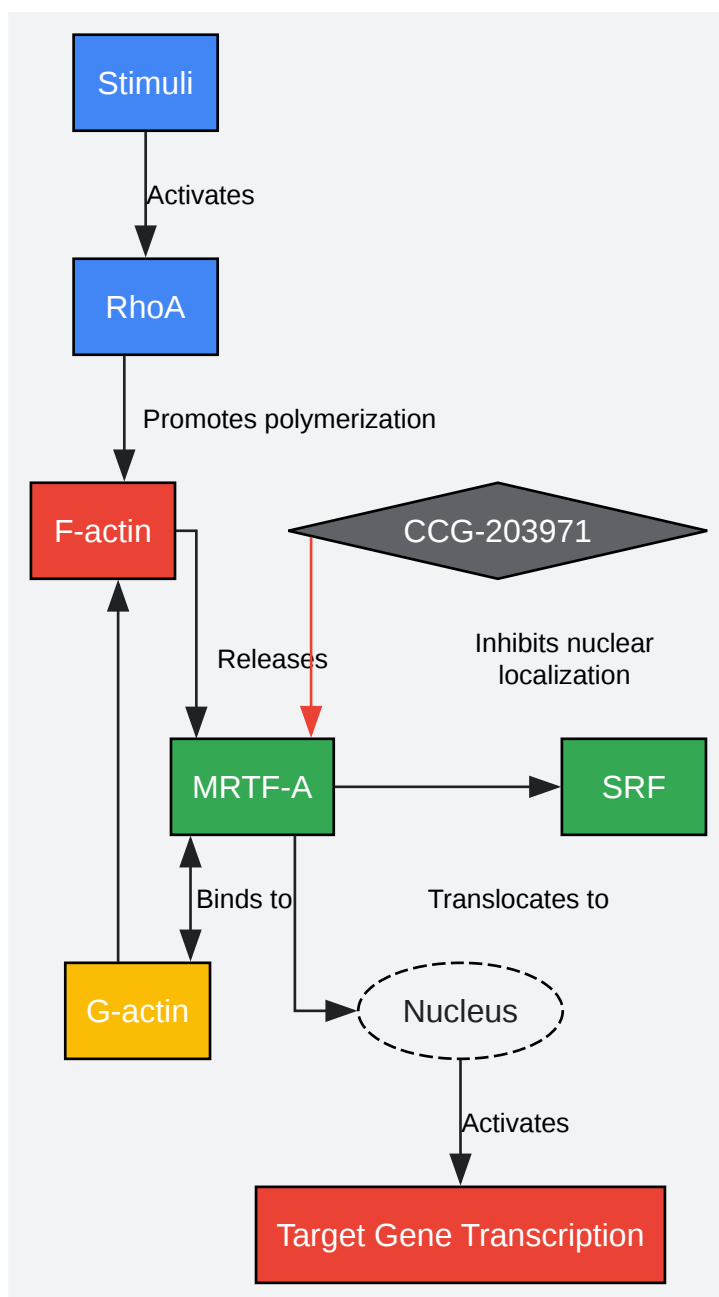 Stimuli
Activates
RhoA
Promotes polymerization
F-actin
CCG-203971
Releases
Inhibits nuclear
localization
MRTF-A
SRF
Binds to
Translocates to
G-actin
Nucleus
Activates
Target Gene Transcription